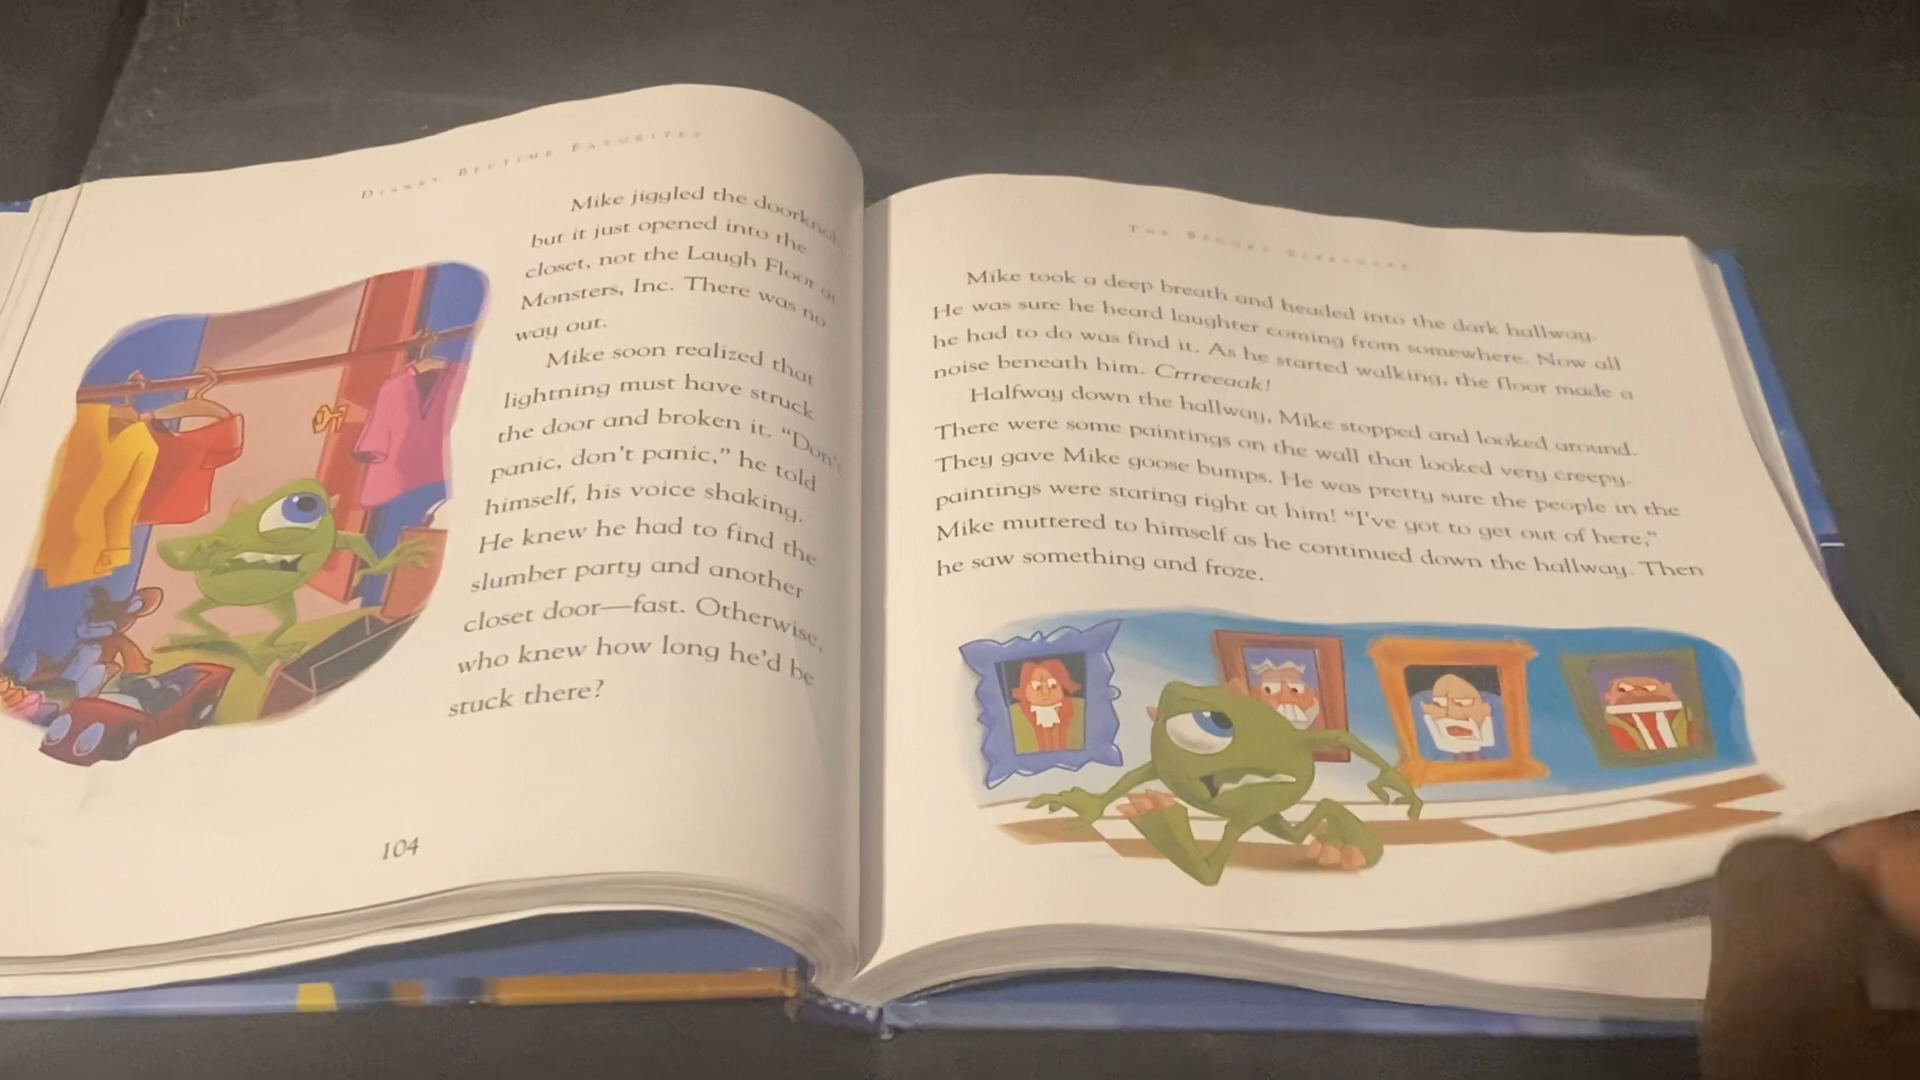 DISNEY BEDTIME FAVORITES
Mike jiggled the doorknob
but it just opened into the
closet, not the Laugh Floor at
Monsters, Inc. There was no
way out.
Mike soon realized that
lightning must have struck
the door and broken it. “Don't
panic, don't panic,” he told
himself, his voice shaking.
He knew he had to find the
slumber party and another
closet door—fast. Otherwise,
who knew how long he'd be
stuck there?
104
THE SPOOKY SLEEPOVER
Mike took a deep breath and headed into the dark hallway.
He was sure he heard laughter coming from somewhere. Now all
he had to do was find it. As he started walking, the floor made a
noise beneath him. Crrreeaak!
Halfway down the hallway, Mike stopped and looked around.
There were some paintings on the wall that looked very creepy.
They gave Mike goose bumps. He was pretty sure the people in the
paintings were staring right at him! “I've got to get out of here,”
Mike muttered to himself as he continued down the hallway. Then
he saw something and froze.